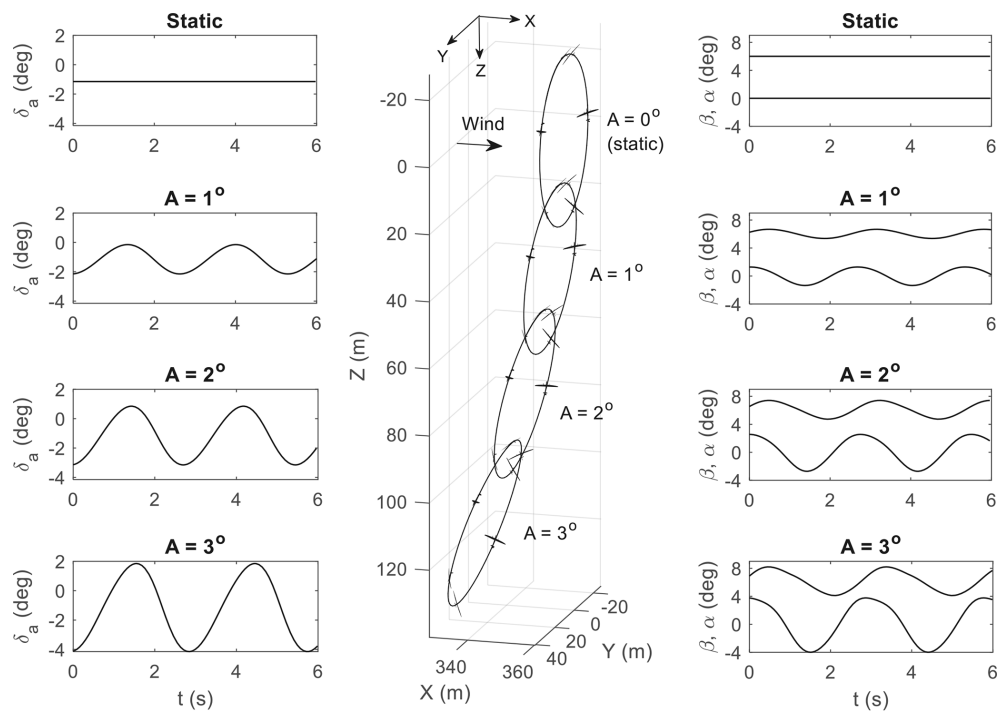 Static
δa (deg)
2
0
-2
-4
0
2
4
6
A = 1°
δa (deg)
2
0
-2
-4
0
2
4
6
A = 2°
δa (deg)
2
0
-2
-4
0
2
4
6
A = 3°
δa (deg)
2
0
-2
-4
0
2
4
6
t (s)
X
Y
Z
Wind
A = 0°
(static)
A = 1°
A = 2°
A = 3°
Z (m)
-20
0
20
40
60
80
100
120
340
360
X (m)
-20
0
20
40
Y (m)
Static
β, α (deg)
8
4
0
-4
0
2
4
6
A = 1°
β, α (deg)
8
4
0
-4
0
2
4
6
A = 2°
β, α (deg)
8
4
0
-4
0
2
4
6
A = 3°
β, α (deg)
8
4
0
-4
0
2
4
6
t (s)